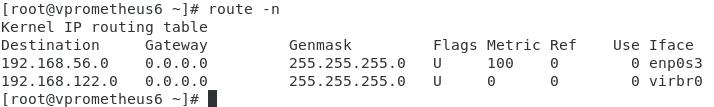 [root@vprometheus6 ~]# route -n
Kernel IP routing table
Destination     Gateway         Genmask         Flags Metric Ref    Use Iface
192.168.56.0    0.0.0.0         255.255.255.0   U     100    0        0 enp0s3
192.168.122.0   0.0.0.0         255.255.255.0   U     0      0        0 virbr0
[root@vprometheus6 ~]#